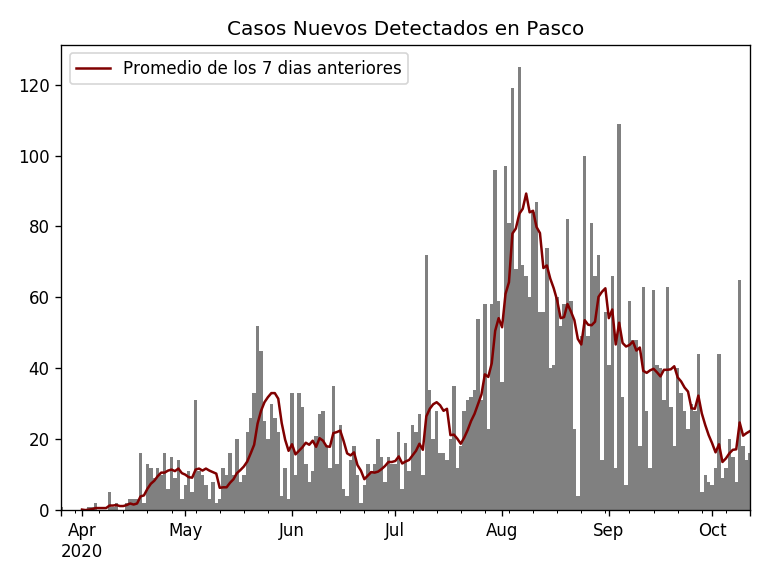 Casos Nuevos Detectados en Pasco
Promedio de los 7 dias anteriores
120
100
80
60
40
20
0
Apr May Jun Jul Aug Sep Oct
2020